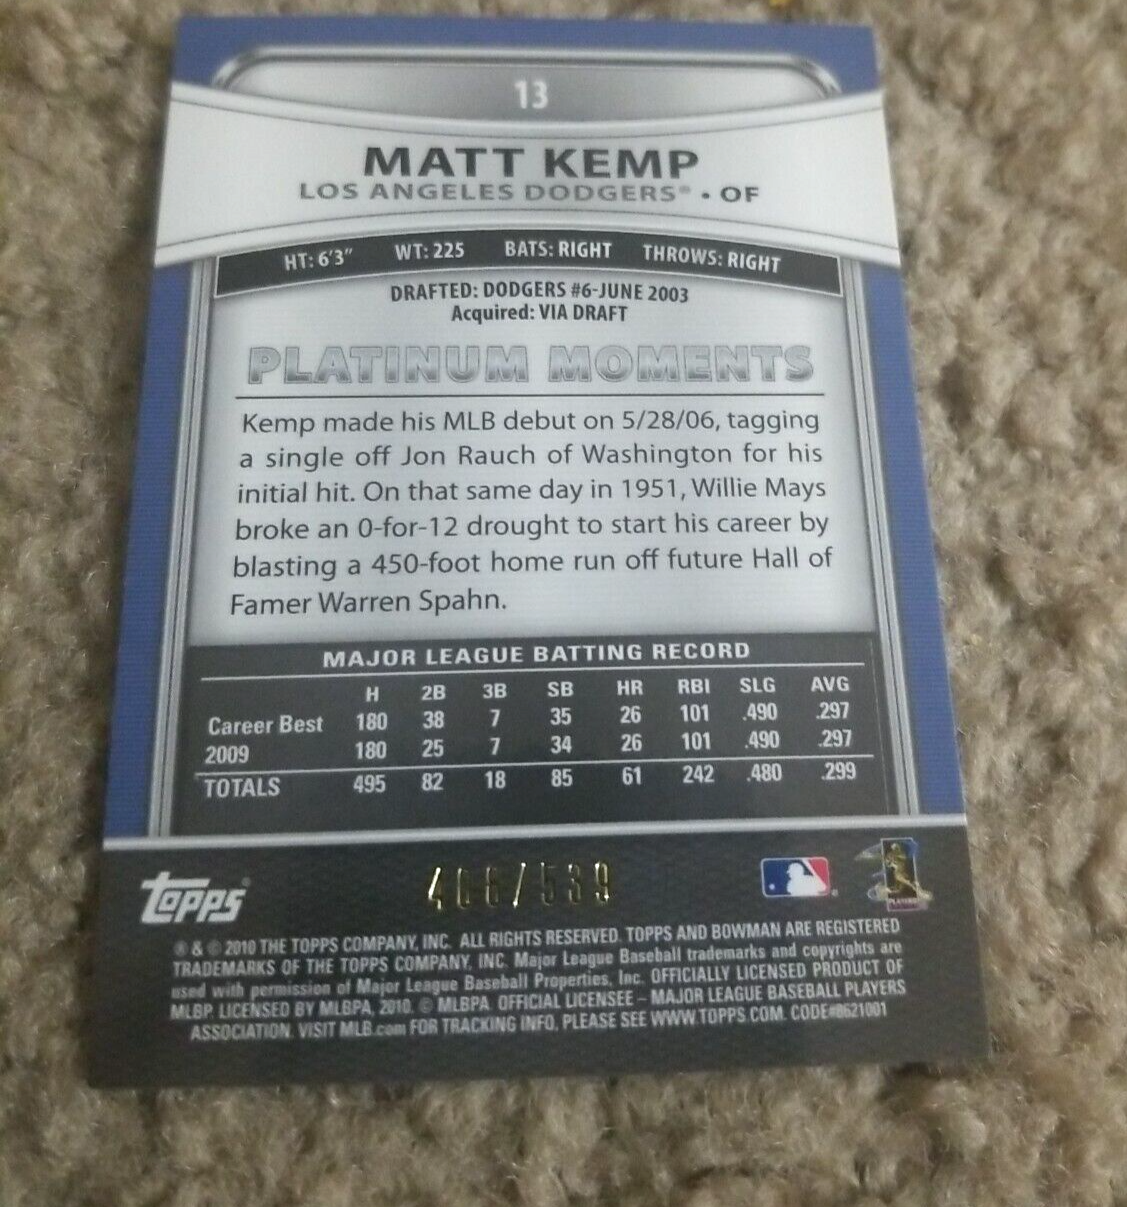 13
MATT KEMP
LOS ANGELES DODGERS® • OF
HT: 6'3" WT: 225 BATS: RIGHT THROWS: RIGHT
DRAFTED: DODGERS #6-JUNE 2003
Acquired: VIA DRAFT
PLATINUM MOMENTS
Kemp made his MLB debut on 5/28/06, tagging
a single off Jon Rauch of Washington for his
initial hit. On that same day in 1951, Willie Mays
broke an 0-for-12 drought to start his career by
blasting a 450-foot home run off future Hall of
Famer Warren Spahn.
MAJOR LEAGUE BATTING RECORD
H 2B 3B SB HR RBI SLG AVG
Career Best 180 38 7 35 26 101 .490 .297
2009 180 25 7 34 26 101 .490 .297
TOTALS 495 82 18 85 61 242 .480 .299
topps® /539
® & © 2010 THE TOPPS COMPANY, INC. ALL RIGHTS RESERVED. TOPPS AND BOWMAN ARE REGISTERED
TRADEMARKS OF THE TOPPS COMPANY, INC. Major League Baseball trademarks and copyrights are
used with permission of Major League Baseball Properties, Inc. OFFICIALLY LICENSED PRODUCT OF
MLBP. LICENSED BY MLBPA, 2010. © MLBPA. OFFICIAL LICENSEE – MAJOR LEAGUE BASEBALL PLAYERS
ASSOCIATION. VISIT MLB.com FOR TRACKING INFO, PLEASE SEE WWW.TOPPS.COM. CODE#0621001